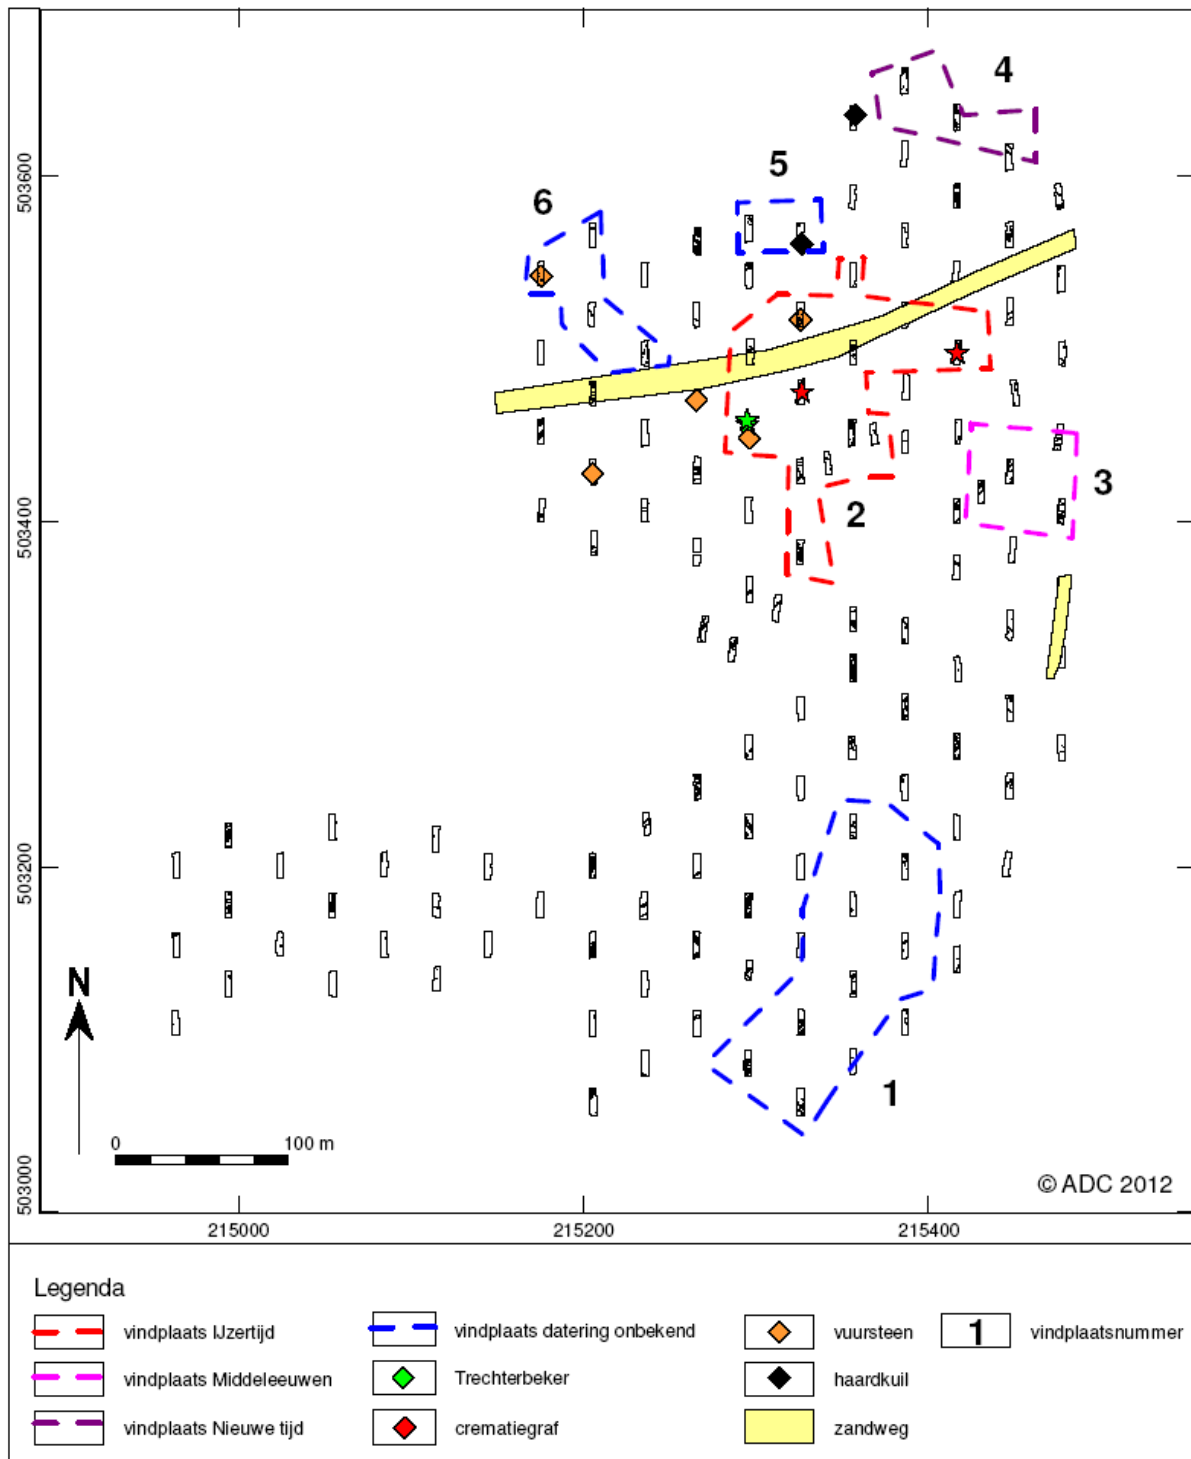 4
5
6
503600
2
3
503400
503200
N
1
0 100 m
503000
© ADC 2012
215000 215200 215400
Legenda
vindplaats IJzertijd vindplaats datering onbekend vuursteen 1 vindplaatsnummer
vindplaats Middeleeuwen Trechterbeker haardkuil
vindplaats Nieuwe tijd crematiegraf zandweg